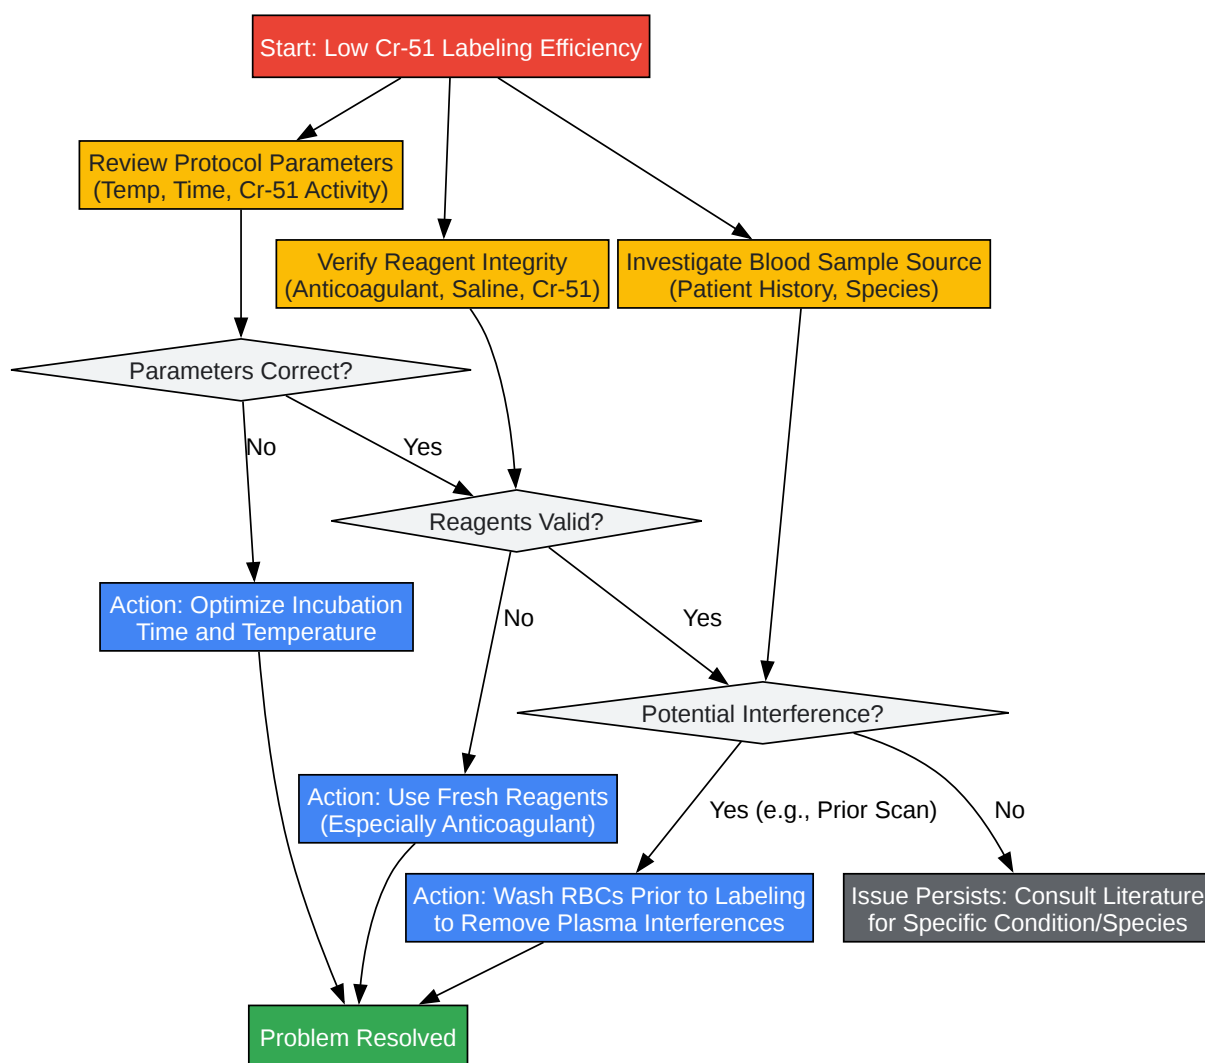 Start: Low Cr-51 Labeling Efficiency
Review Protocol Parameters
(Temp, Time, Cr-51 Activity)
Verify Reagent Integrity
(Anticoagulant, Saline, Cr-51)
Investigate Blood Sample Source
(Patient History, Species)
Parameters Correct?
No
Yes
Reagents Valid?
Action: Optimize Incubation
Time and Temperature
No
Yes
Potential Interference?
Action: Use Fresh Reagents
(Especially Anticoagulant)
Yes (e.g., Prior Scan)
No
Action: Wash RBCs Prior to Labeling
to Remove Plasma Interferences
Issue Persists: Consult Literature
for Specific Condition/Species
Problem Resolved